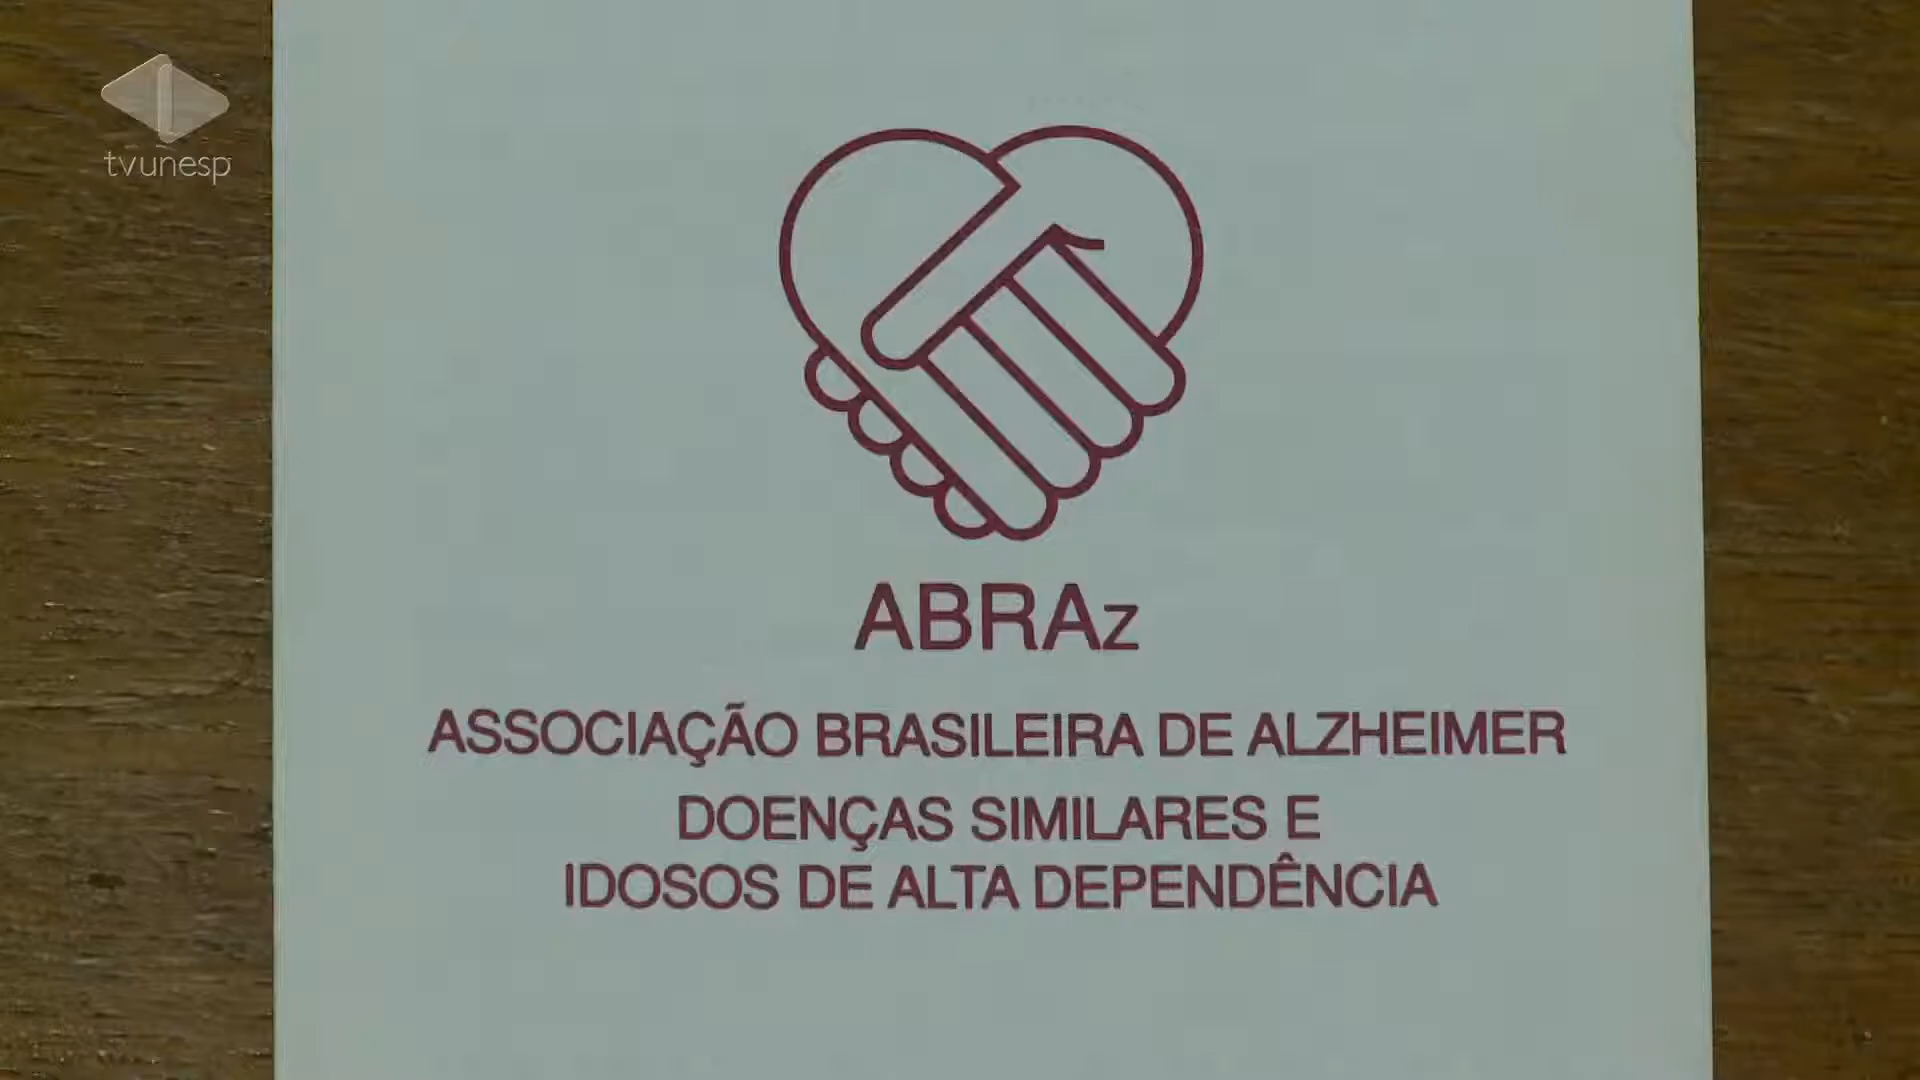 tvunesp
ABRAz
ASSOCIAÇÃO BRASILEIRA DE ALZHEIMER
DOENÇAS SIMILARES E
IDOSOS DE ALTA DEPENDÊNCIA